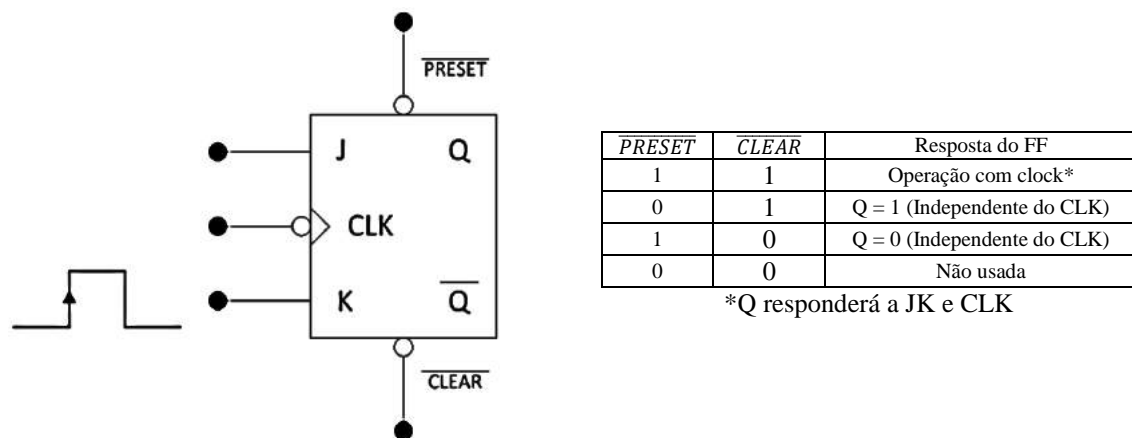 PRESET
J Q
CLK
K Q
CLEAR
PRESET CLEAR Resposta do FF
1 1 Operação com clock*
0 1 Q = 1 (Independente do CLK)
1 0 Q = 0 (Independente do CLK)
0 0 Não usada
*Q responderá a JK e CLK